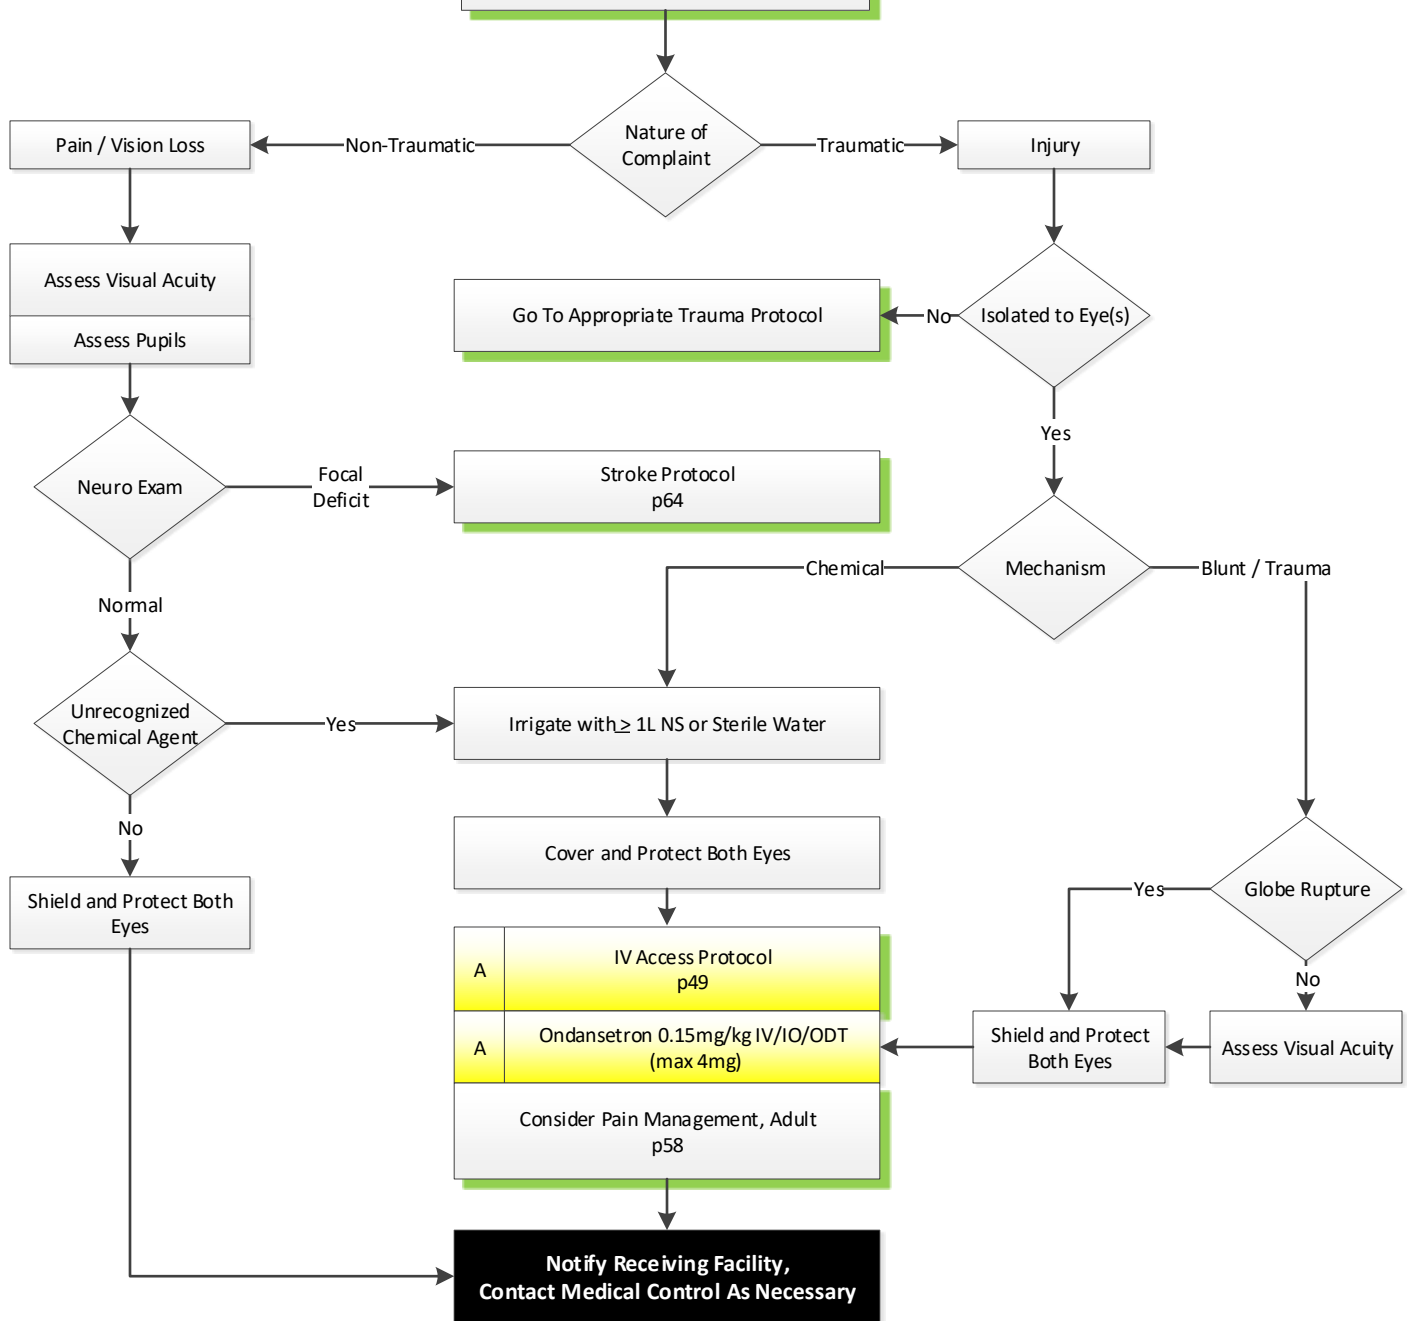 Nature of
Complaint
Non-Traumatic
Traumatic
Pain / Vision Loss
Injury
Assess Visual Acuity
Assess Pupils
Go To Appropriate Trauma Protocol
No
Isolated to Eye(s)
Yes
Neuro Exam
Focal
Deficit
Stroke Protocol
p64
Chemical
Mechanism
Blunt / Trauma
Normal
Unrecognized
Chemical Agent
Yes
Irrigate with ≥ 1L NS or Sterile Water
No
Cover and Protect Both Eyes
Shield and Protect Both
Eyes
Yes
Globe Rupture
A
IV Access Protocol
p49
No
A
Ondansetron 0.15mg/kg IV/IO/ODT
(max 4mg)
Shield and Protect
Both Eyes
Assess Visual Acuity
Consider Pain Management, Adult
p58
Notify Receiving Facility,
Contact Medical Control As Necessary